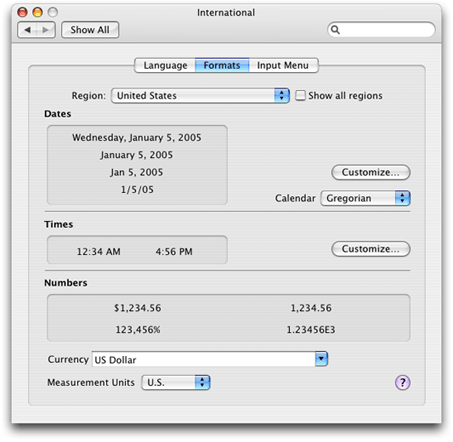 International
Show All
Language Formats Input Menu
Region: United States Show all regions
Dates
Wednesday, January 5, 2005
January 5, 2005
Jan 5, 2005
1/5/05
Customize...
Calendar Gregorian
Times
12:34 AM 4:56 PM
Customize...
Numbers
$1,234.56 1,234.56
123,456% 1.23456E3
Currency US Dollar
Measurement Units U.S. ?